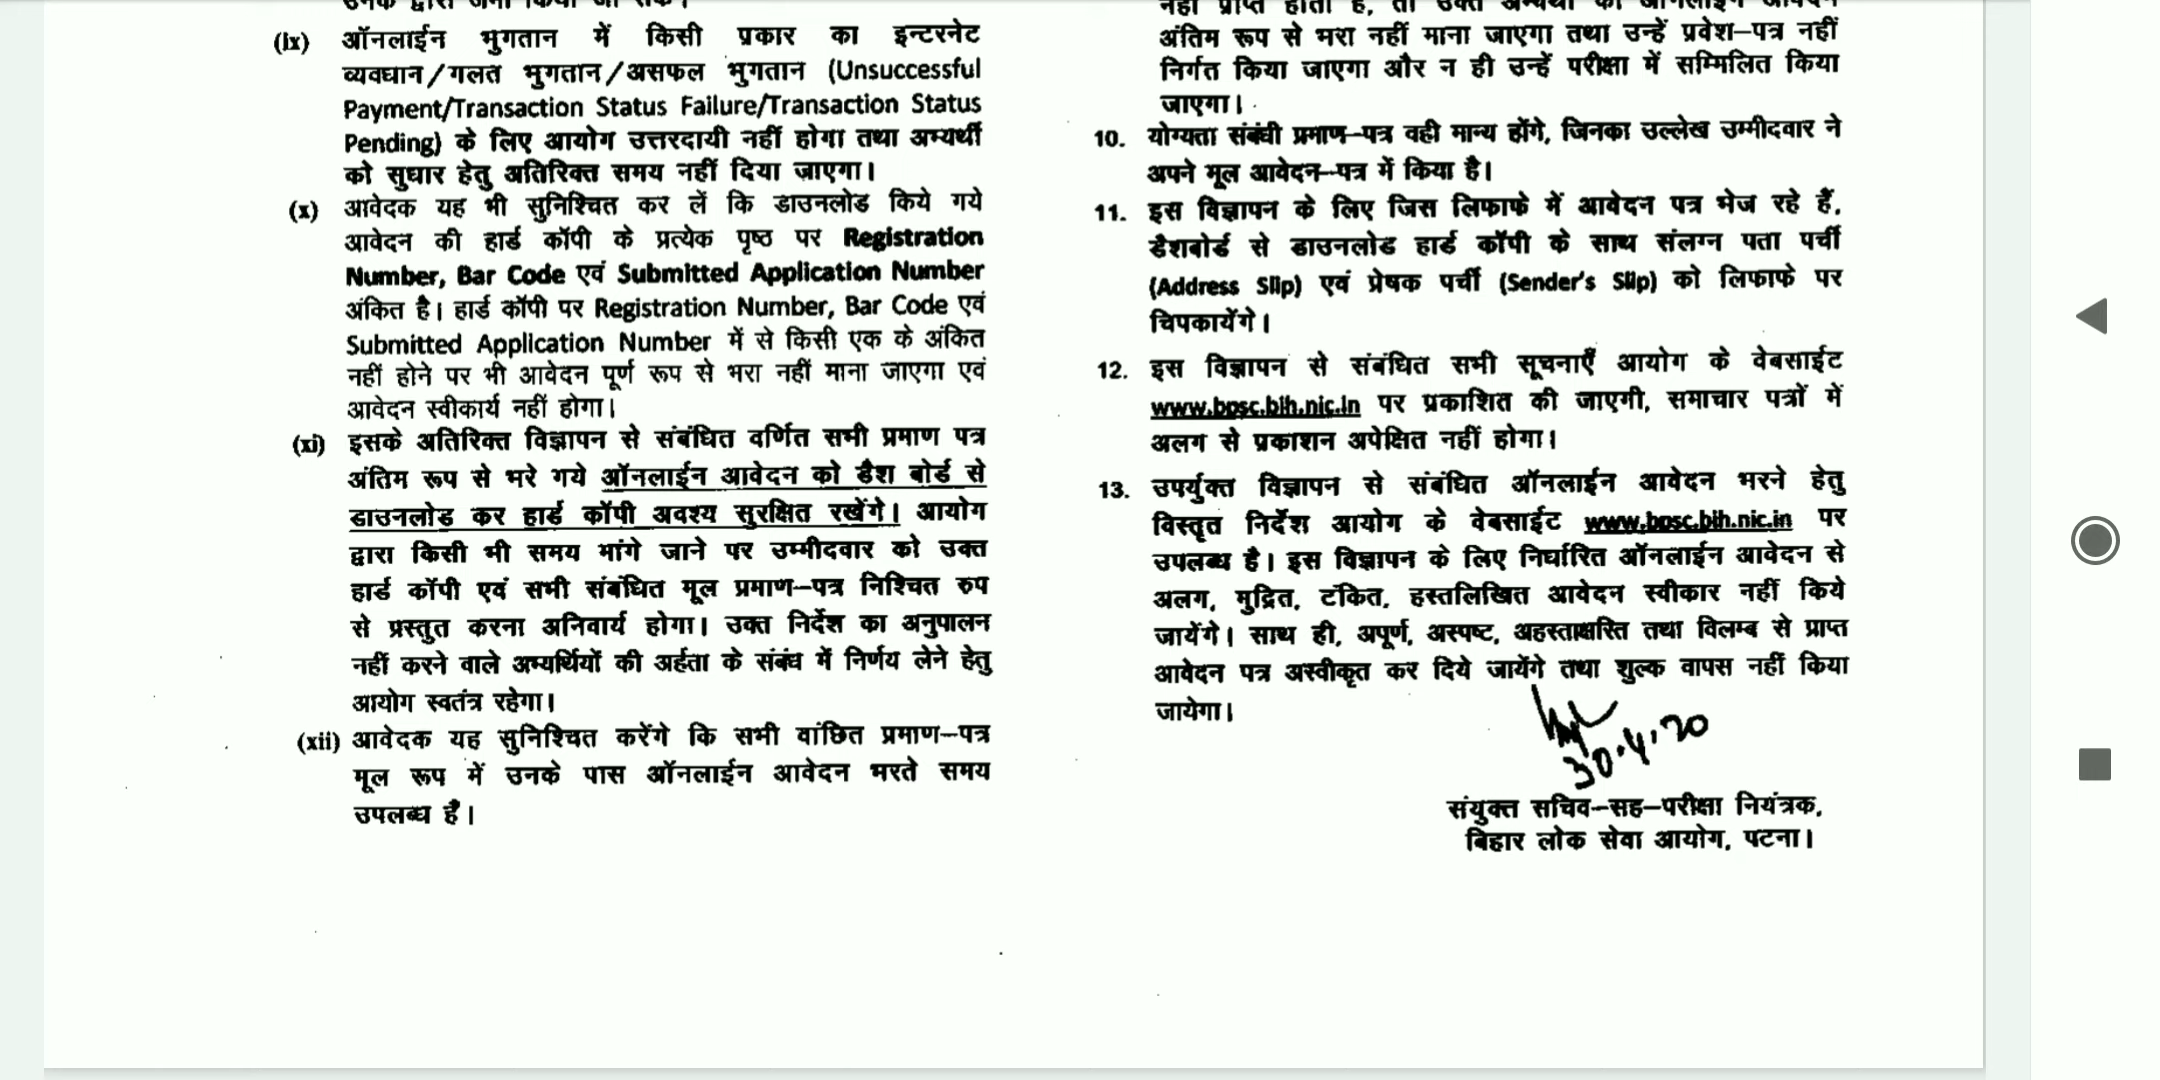 (ix) ऑनलाईन भुगतान में किसी प्रकार का इन्टरनेट
व्यवधान/गलत भुगतान/असफल भुगतान (Unsuccessful
Payment/Transaction Status Failure/Transaction Status
Pending) के लिए आयोग उत्तरदायी नहीं होगा तथा अभ्यर्थी
को सुधार हेतु अतिरिक्त समय नहीं दिया जाएगा।
(x) आवेदक यह भी सुनिश्चित कर लें कि डाउनलोड किये गये
आवेदन की हार्ड कॉपी के प्रत्येक पृष्ठ पर Registration
Number, Bar Code एवं Submitted Application Number
अंकित है। हार्ड कॉपी पर Registration Number, Bar Code एवं
Submitted Application Number में से किसी एक के अंकित
नहीं होने पर भी आवेदन पूर्ण रूप से भरा नहीं माना जाएगा एवं
आवेदन स्वीकार्य नहीं होगा।
(xi) इसके अतिरिक्त विज्ञापन से संबंधित वर्णित सभी प्रमाण पत्र
अंतिम रूप से भरे गये ऑनलाईन आवेदन को डैश बोर्ड से
डाउनलोड कर हार्ड कॉपी अवश्य सुरक्षित रखेंगे। आयोग
द्वारा किसी भी समय मांगे जाने पर उम्मीदवार को उक्त
हार्ड कॉपी एवं सभी संबंधित मूल प्रमाण–पत्र निश्चित रुप
से प्रस्तुत करना अनिवार्य होगा। उक्त निर्देश का अनुपालन
नहीं करने वाले अभ्यर्थियों की अर्हता के संबंध में निर्णय लेने हेतु
आयोग स्वतंत्र रहेगा।
(xii) आवेदक यह सुनिश्चित करेंगे कि सभी वांछित प्रमाण–पत्र
मूल रूप में उनके पास ऑनलाईन आवेदन भरते समय
उपलब्ध हैं।
नहीं प्राप्त होता है, तो उक्त अभ्यर्थी का ऑनलाईन आवेदन
अंतिम रूप से भरा नहीं माना जाएगा तथा उन्हें प्रवेश–पत्र नहीं
निर्गत किया जाएगा और न ही उन्हें परीक्षा में सम्मिलित किया
जाएगा।
10. योग्यता संबंधी प्रमाण–पत्र वही मान्य होंगे, जिनका उल्लेख उम्मीदवार ने
अपने मूल आवेदन–पत्र में किया है।
11. इस विज्ञापन के लिए जिस लिफाफे में आवेदन पत्र भेज रहे हैं,
डैशबोर्ड से डाउनलोड हार्ड कॉपी के साथ संलग्न पता पर्ची
(Address Slip) एवं प्रेषक पर्ची (Sender's Slip) को लिफाफे पर
चिपकायेंगे।
12. इस विज्ञापन से संबंधित सभी सूचनाएँ आयोग के वेबसाईट
www.bpsc.bih.nic.in पर प्रकाशित की जाएगी, समाचार पत्रों में
अलग से प्रकाशन अपेक्षित नहीं होगा।
13. उपर्युक्त विज्ञापन से संबंधित ऑनलाईन आवेदन भरने हेतु
विस्तृत निर्देश आयोग के वेबसाईट www.bpsc.bih.nic.in पर
उपलब्ध है। इस विज्ञापन के लिए निर्धारित ऑनलाईन आवेदन से
अलग, मुद्रित, टंकित, हस्तलिखित आवेदन स्वीकार नहीं किये
जायेंगे। साथ ही, अपूर्ण, अस्पष्ट, अहस्ताक्षरित तथा विलम्ब से प्राप्त
आवेदन पत्र अस्वीकृत कर दिये जायेंगे तथा शुल्क वापस नहीं किया
जायेगा।
30.4.20
संयुक्त सचिव–सह–परीक्षा नियंत्रक,
बिहार लोक सेवा आयोग, पटना।